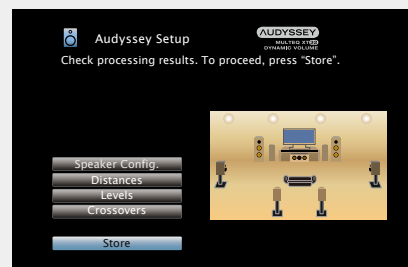 Audyssey Setup
AUDYSSEY
MULTEQ XT32
DYNAMIC VOLUME
Check processing results. To proceed, press “Store”.
Speaker Config.
Distances
Levels
Crossovers
Store